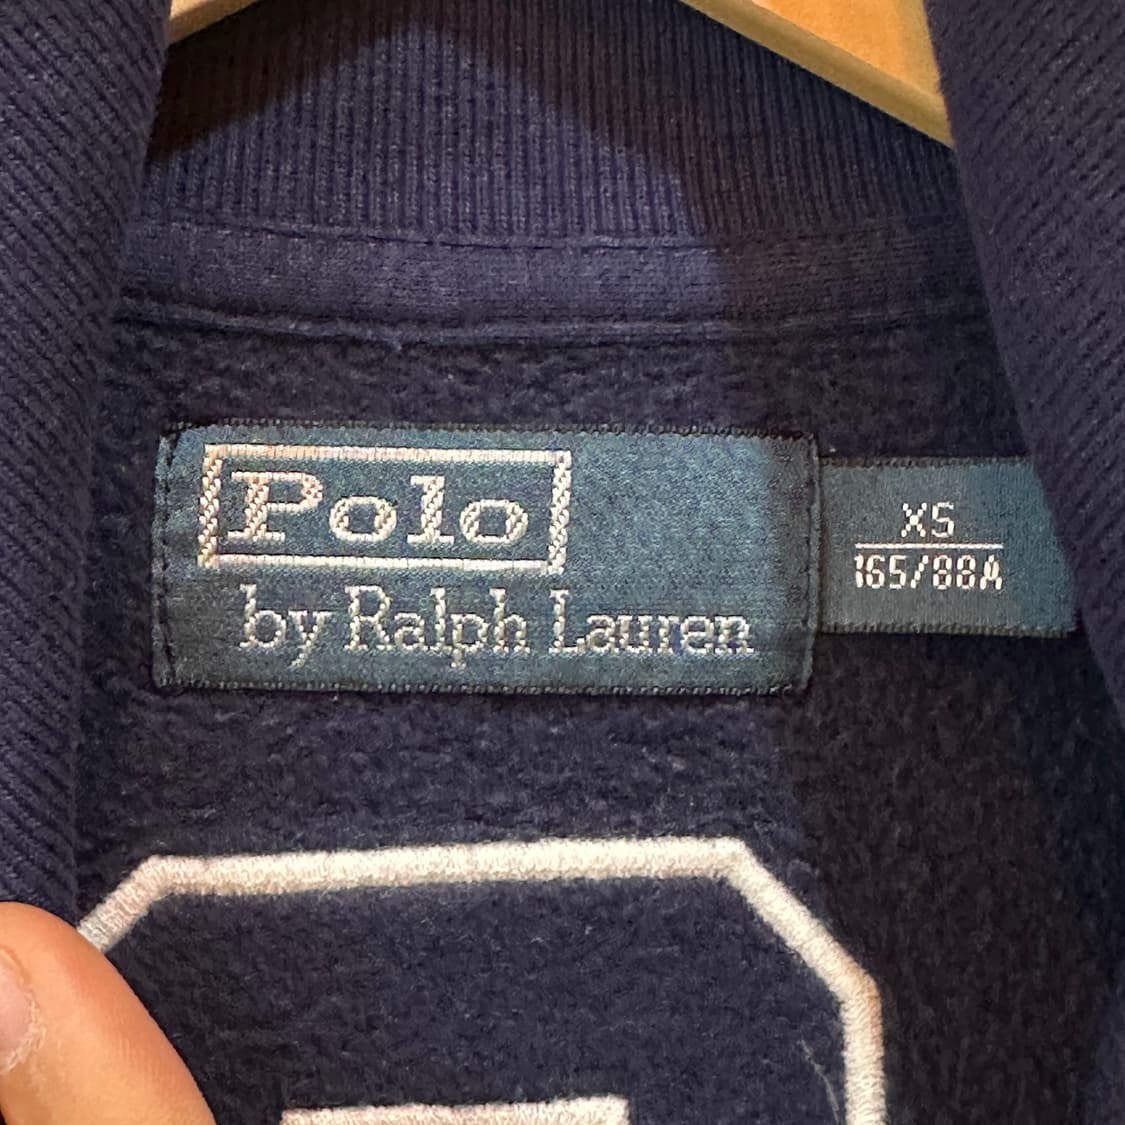 Polo
by Ralph Lauren
XS
165/88A